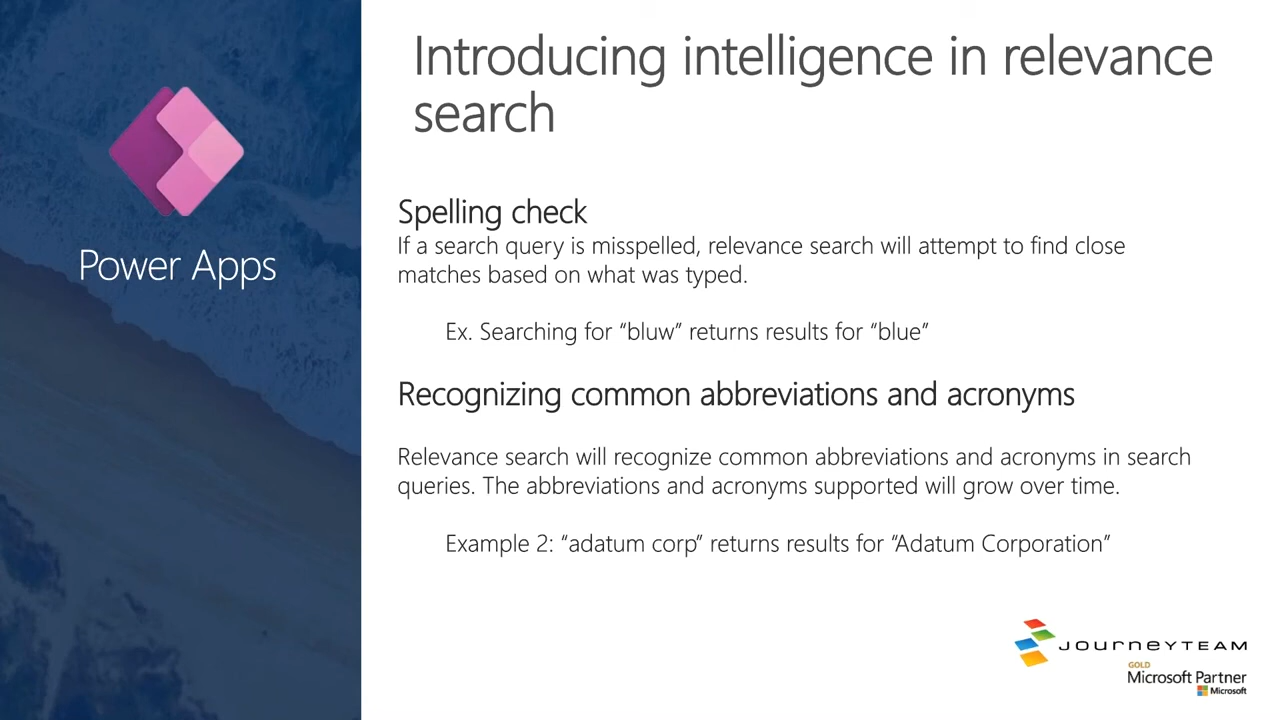 Power Apps
Introducing intelligence in relevance
search
Spelling check
If a search query is misspelled, relevance search will attempt to find close
matches based on what was typed.
Ex. Searching for “bluw” returns results for “blue”
Recognizing common abbreviations and acronyms
Relevance search will recognize common abbreviations and acronyms in search
queries. The abbreviations and acronyms supported will grow over time.
Example 2: “adatum corp” returns results for “Adatum Corporation”
JOURNEYTEAM
GOLD
Microsoft Partner
Microsoft